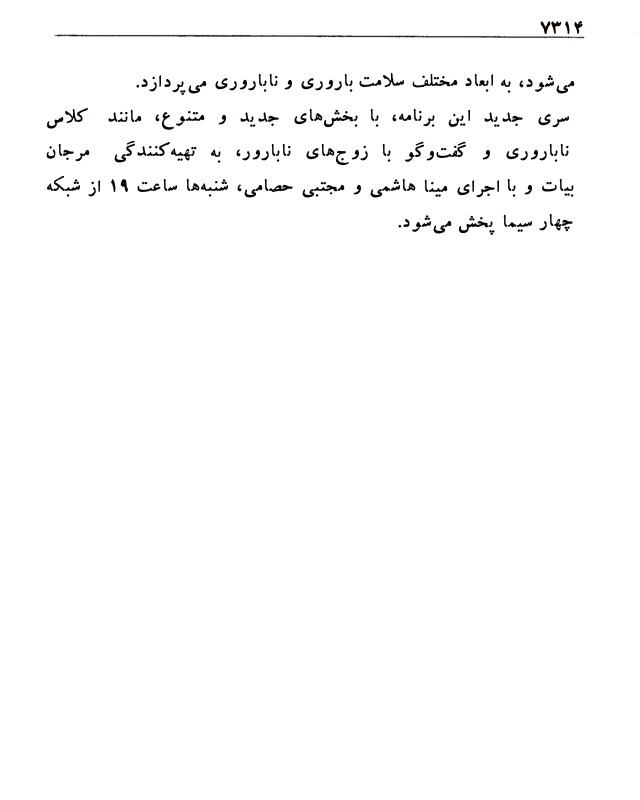 ۷۳۱۴
می‌شود، به ابعاد مختلف سلامت باروری و ناباروری می‌پردازد.
سری جدید این برنامه، با بخش‌های جدید و متنوع، مانند کلاس
ناباروری و گفت‌وگو با زوج‌های نابارور، به تهیه‌کنندگی مرجان
بیات و با اجرای مینا هاشمی و مجتبی حصامی، شنبه‌ها ساعت ۱۹ از شبکه
چهار سیما پخش می‌شود.